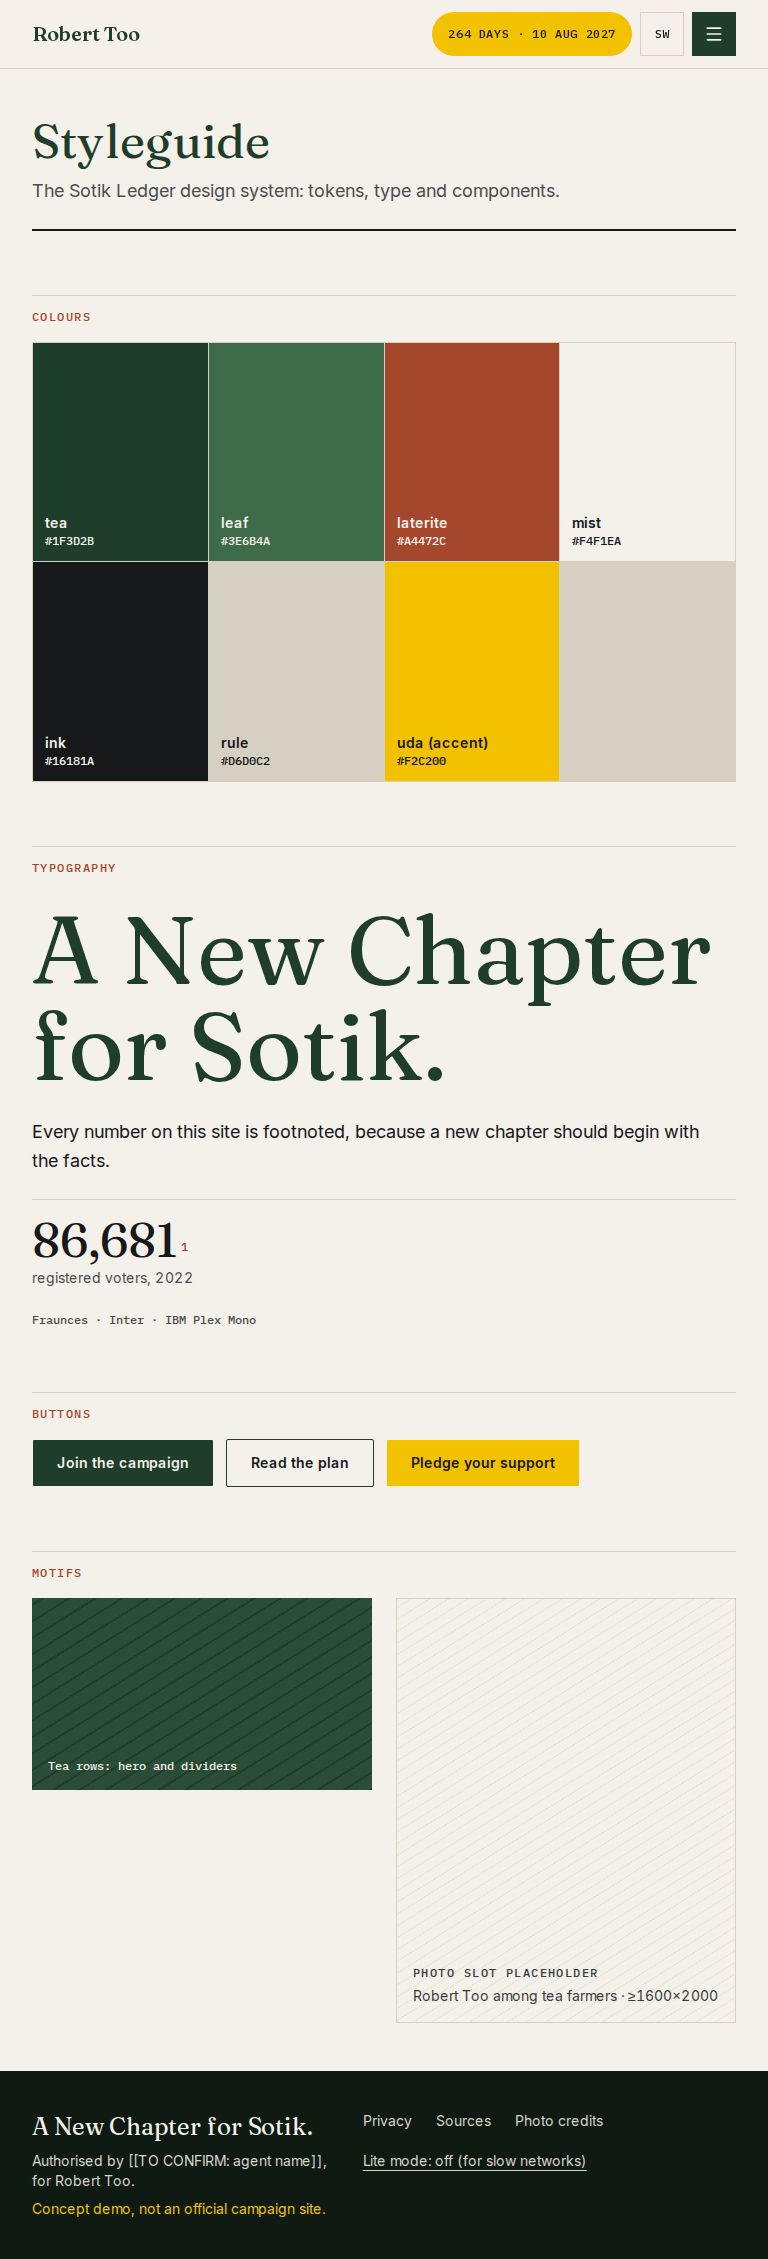 Robert Too
264 DAYS · 10 AUG 2027
SW
Styleguide
The Sotik Ledger design system: tokens, type and components.
COLOURS
tea
#1F3D2B
leaf
#3E6B4A
laterite
#A4472C
mist
#F4F1EA
ink
#16181A
rule
#D6D0C2
uda (accent)
#F2C200
TYPOGRAPHY
A New Chapter
for Sotik.
Every number on this site is footnoted, because a new chapter should begin with
the facts.
86,681 1
registered voters, 2022
Fraunces · Inter · IBM Plex Mono
BUTTONS
Join the campaign
Read the plan
Pledge your support
MOTIFS
Tea rows: hero and dividers
PHOTO SLOT PLACEHOLDER
Robert Too among tea farmers · ≥1600×2000
A New Chapter for Sotik.
Authorised by [[TO CONFIRM: agent name]],
for Robert Too.
Concept demo, not an official campaign site.
Privacy
Sources
Photo credits
Lite mode: off (for slow networks)